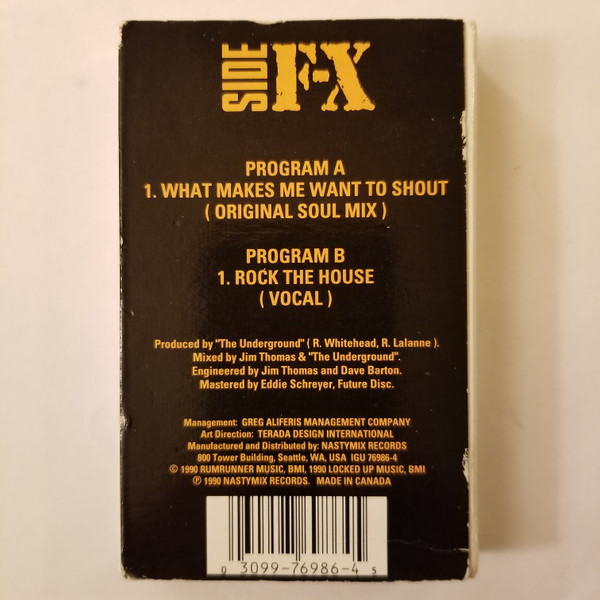 SIDE F-X
PROGRAM A
1. WHAT MAKES ME WANT TO SHOUT
( ORIGINAL SOUL MIX )
PROGRAM B
1. ROCK THE HOUSE
( VOCAL )
Produced by "The Underground" ( R. Whitehead, R. Lalanne ).
Mixed by Jim Thomas & "The Underground".
Engineered by Jim Thomas and Dave Barton.
Mastered by Eddie Schreyer, Future Disc.
Management: GREG ALIFERIS MANAGEMENT COMPANY
Art Direction: TERADA DESIGN INTERNATIONAL
Manufactured and Distributed by: NASTYMIX RECORDS
800 Tower Building, Seattle, WA, USA IGU 76986-4
© 1990 RUMRUNNER MUSIC, BMI, 1990 LOCKED UP MUSIC, BMI
℗ 1990 NASTYMIX RECORDS. MADE IN CANADA
0 3099-76986-4 5